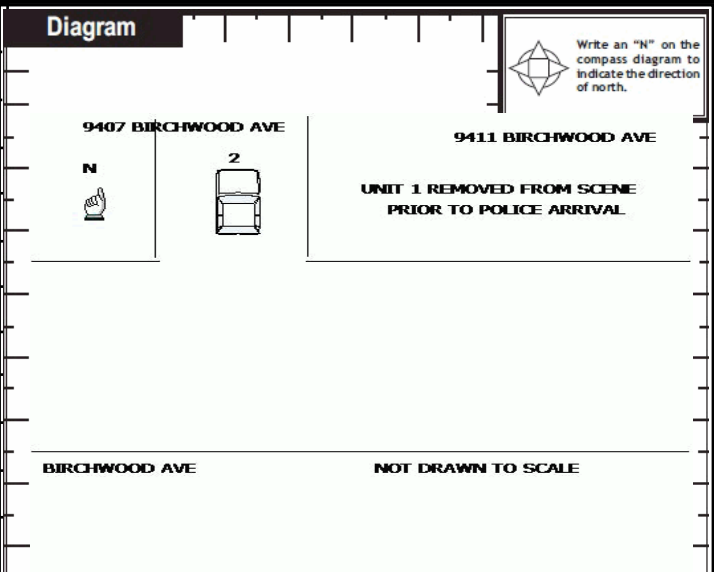 Diagram
Write an “N” on the
compass diagram to
indicate the direction
of north.
9407 BIRCHWOOD AVE
9411 BIRCHWOOD AVE
N
2
UNIT 1 REMOVED FROM SCENE
PRIOR TO POLICE ARRIVAL
BIRCHWOOD AVE
NOT DRAWN TO SCALE